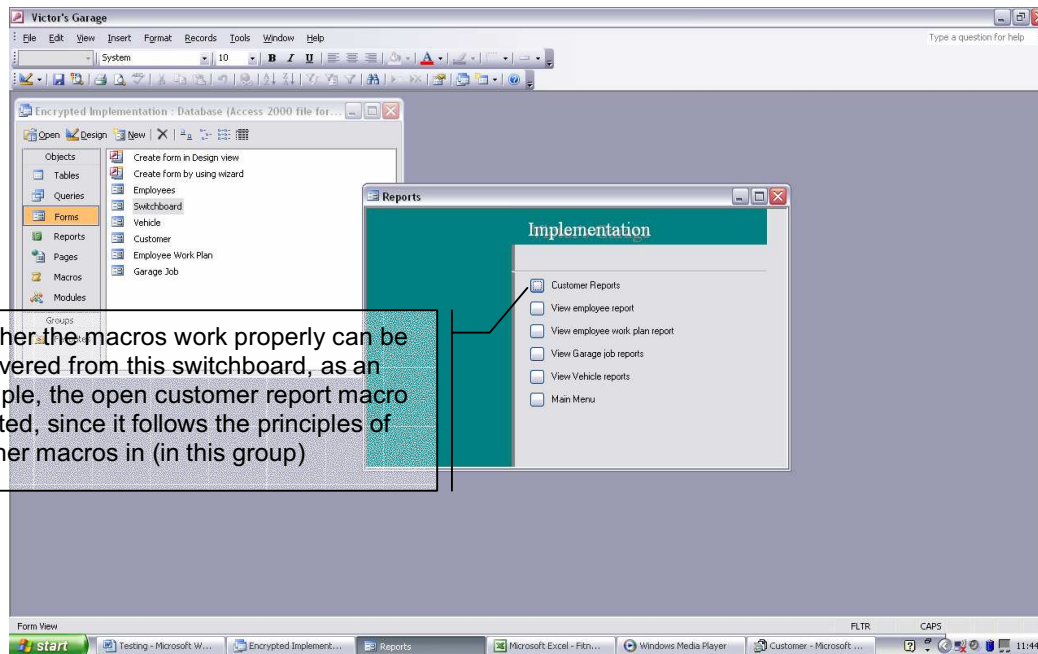 Victor's Garage
File Edit View Insert Format Records Tools Window Help
Type a question for help
System 10 B I U
Encrypted Implementation : Database (Access 2000 file for...
Open Design New
Objects
Tables
Queries
Forms
Reports
Pages
Macros
Modules
Groups
Create form in Design view
Create form by using wizard
Employees
Switchboard
Vehicle
Customer
Employee Work Plan
Garage Job
Reports
Implementation
Customer Reports
View employee report
View employee work plan report
View Garage job reports
View Vehicle reports
Main Menu
her the macros work properly can be
vered from this switchboard, as an
ple, the open customer report macro
ted, since it follows the principles of
her macros in (in this group)
Form View
FLTR CAPS
start Testing - Microsoft W... Encrypted Implement... Reports Microsoft Excel - Fitn... Windows Media Player Customer - Microsoft ... 11:44